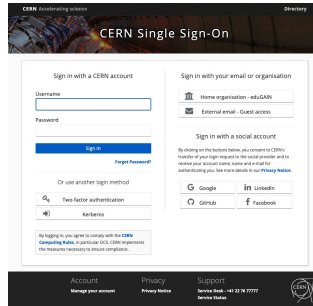 CERN Accelerating science
Directory
CERN Single Sign-On
Sign in with a CERN account
Username
Password
Sign In
Forgot Password?
Or use another login method
Two-factor authentication
Kerberos
By logging in, you agree to comply with the CERN
Computing Rules, in particular OC5. CERN implements
the measures necessary to ensure compliance.
Sign in with your email or organisation
Home organisation - eduGAIN
External email - Guest access
Sign in with a social account
By clicking on the buttons below, you consent to CERN's
transfer of your login request to the social provider and to
receive your account name, name and e-mail for
authenticating you. See more details in our Privacy Notice.
Google
LinkedIn
GitHub
Facebook
Account
Manage your account
Privacy
Privacy Notice
Support
Service Desk - +41 22 76 77777
Service Status
CERN